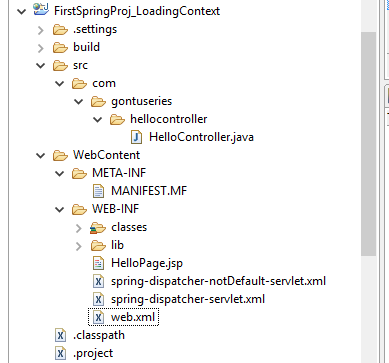 FirstSpringProj_LoadingContext
.settings
build
src
com
gontuseries
hellocontroller
HelloController.java
WebContent
META-INF
MANIFEST.MF
WEB-INF
classes
lib
HelloPage.jsp
spring-dispatcher-notDefault-servlet.xml
spring-dispatcher-servlet.xml
web.xml
.classpath
.project